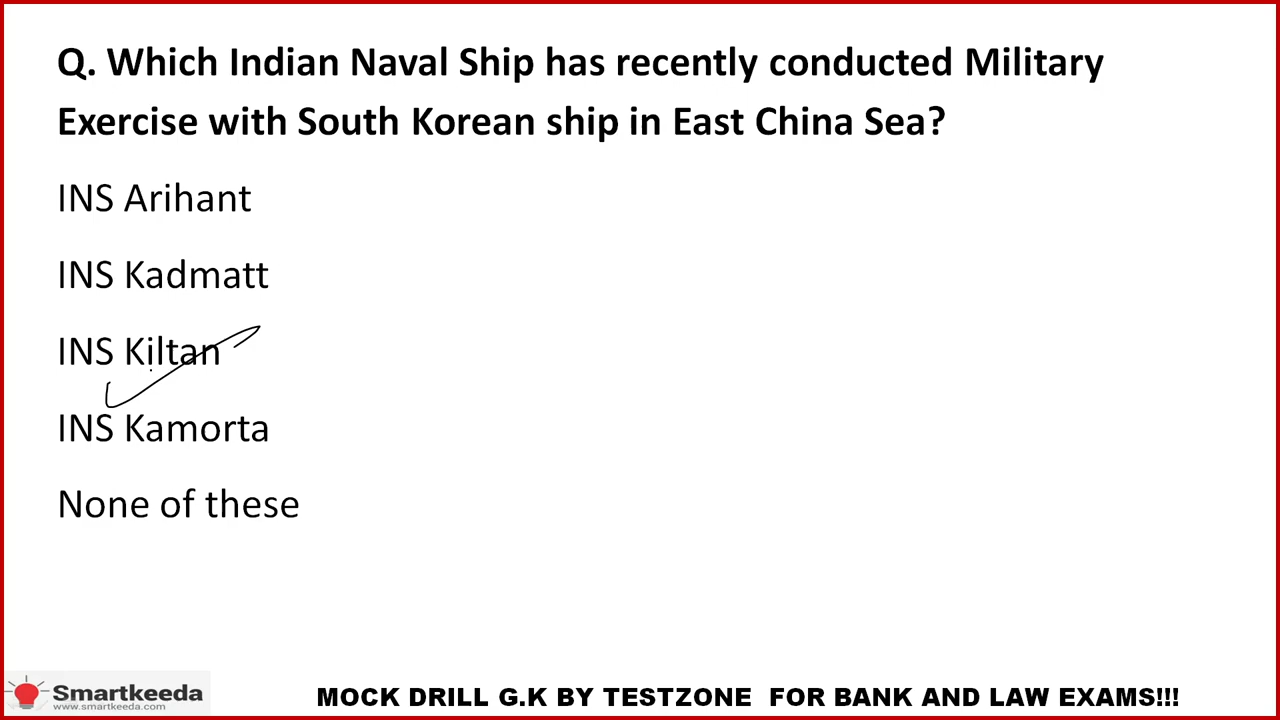 Q. Which Indian Naval Ship has recently conducted Military
Exercise with South Korean ship in East China Sea?
INS Arihant
INS Kadmatt
INS Kiltan
INS Kamorta
None of these
Smartkeeda
www.smartkeeda.com
MOCK DRILL G.K BY TESTZONE FOR BANK AND LAW EXAMS!!!